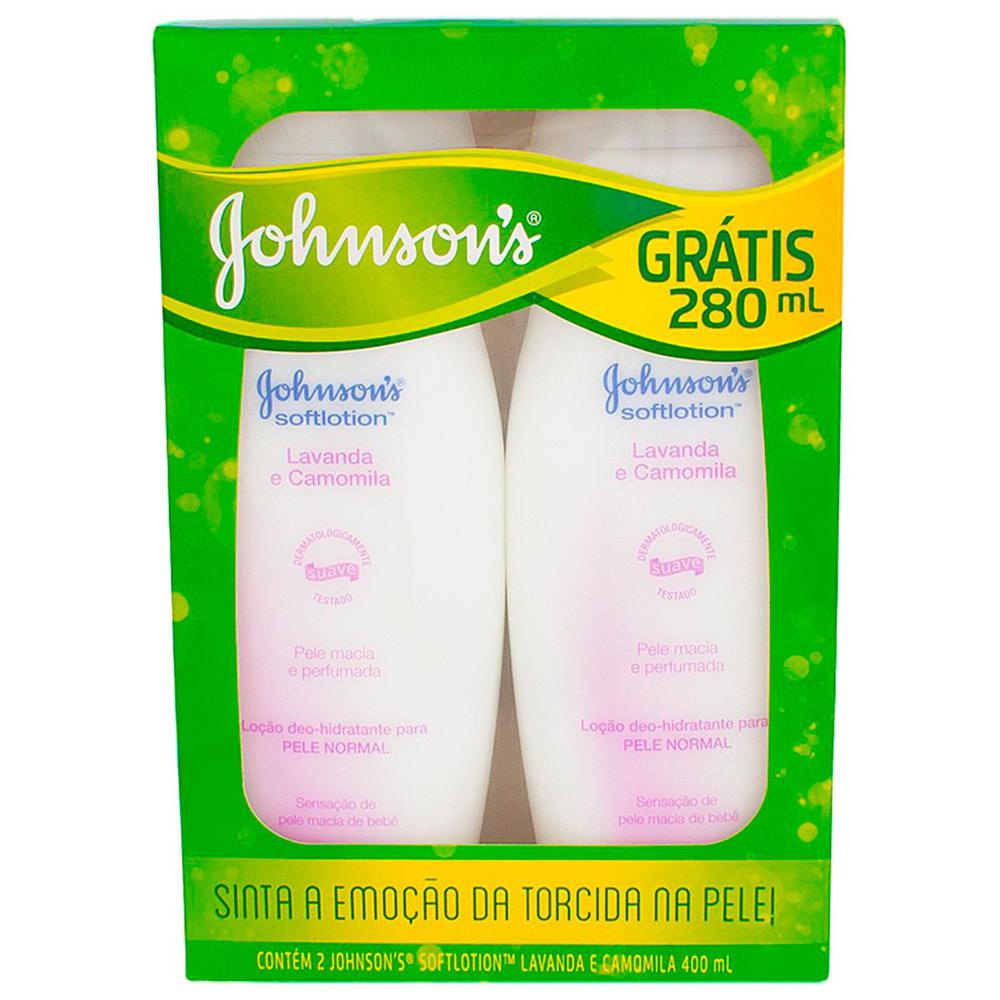 Johnson's®
GRÁTIS
280 mL
Johnson's®
softlotion™
Lavanda
e Camomila
DERMATOLOGICAMENTE
suave
TESTADO
Pele macia
e perfumada
Loção deo-hidratante para
PELE NORMAL
Sensação de
pele macia de bebê
Johnson's®
softlotion™
Lavanda
e Camomila
DERMATOLOGICAMENTE
suave
TESTADO
Pele macia
e perfumada
Loção deo-hidratante para
PELE NORMAL
Sensação de
pele macia de bebê
SINTA A EMOÇÃO DA TORCIDA NA PELE!
CONTÉM 2 JOHNSON'S® SOFTLOTION™ LAVANDA E CAMOMILA 400 mL